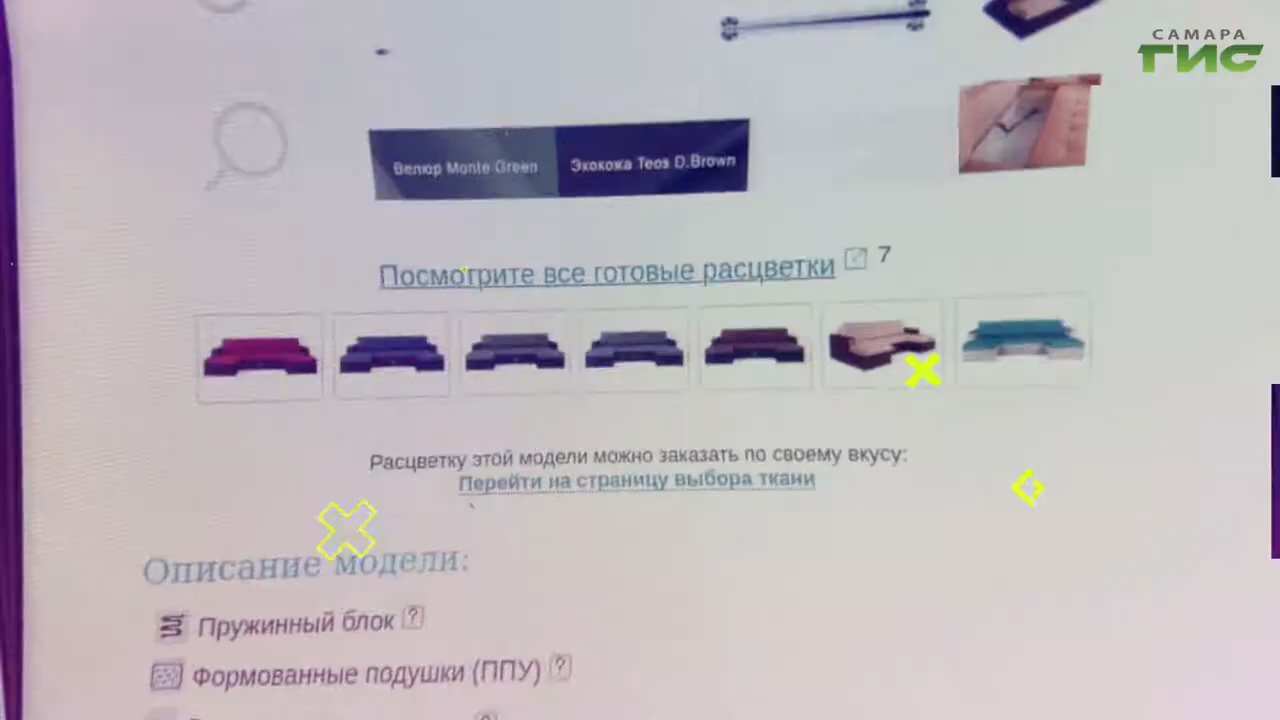 САМАРА
ГИС
Велюр Monte Green
Экокожа Teos D.Brown
Посмотрите все готовые расцветки 7
Расцветку этой модели можно заказать по своему вкусу:
Перейти на страницу выбора ткани
Описание модели:
Пружинный блок ?
Формованные подушки (ППУ) ?